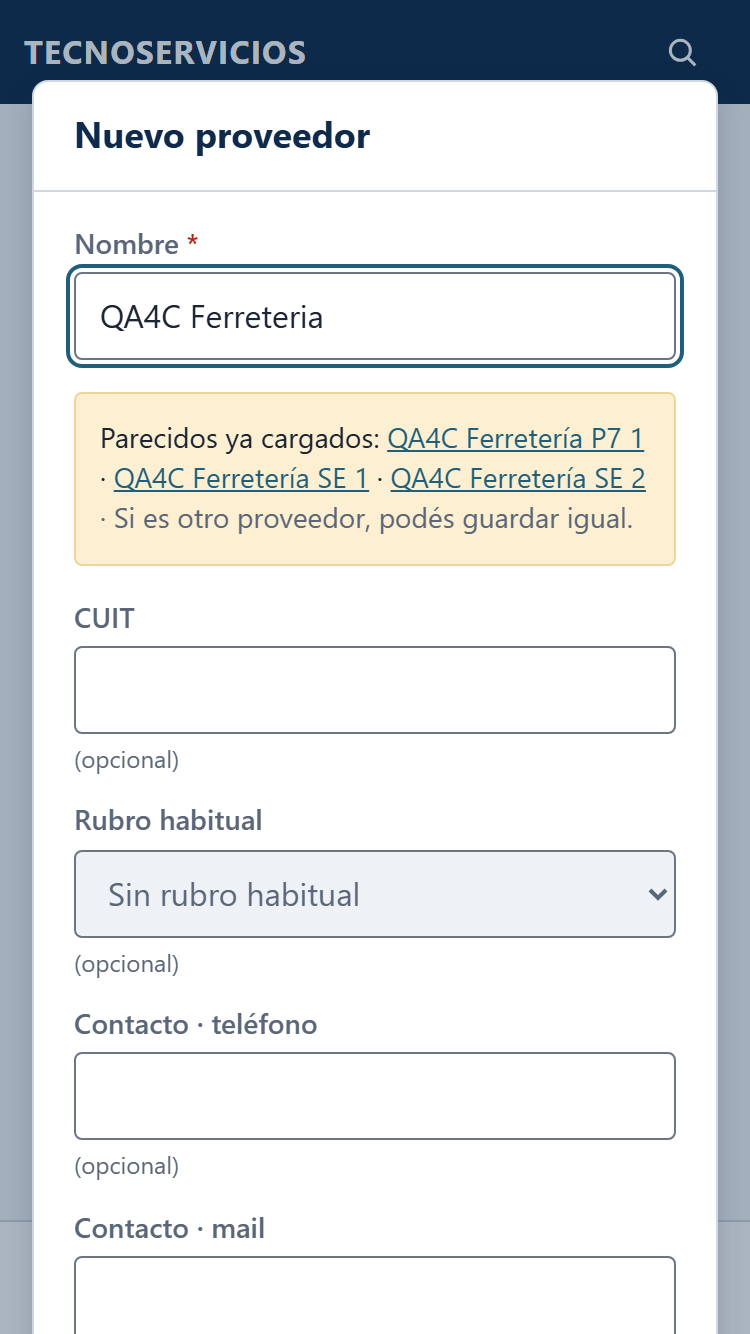 TECNOSERVICIOS
Nuevo proveedor
Nombre *
QA4C Ferreteria
Parecidos ya cargados: QA4C Ferretería P7 1
· QA4C Ferretería SE 1 · QA4C Ferretería SE 2
· Si es otro proveedor, podés guardar igual.
CUIT
(opcional)
Rubro habitual
Sin rubro habitual
(opcional)
Contacto · teléfono
(opcional)
Contacto · mail